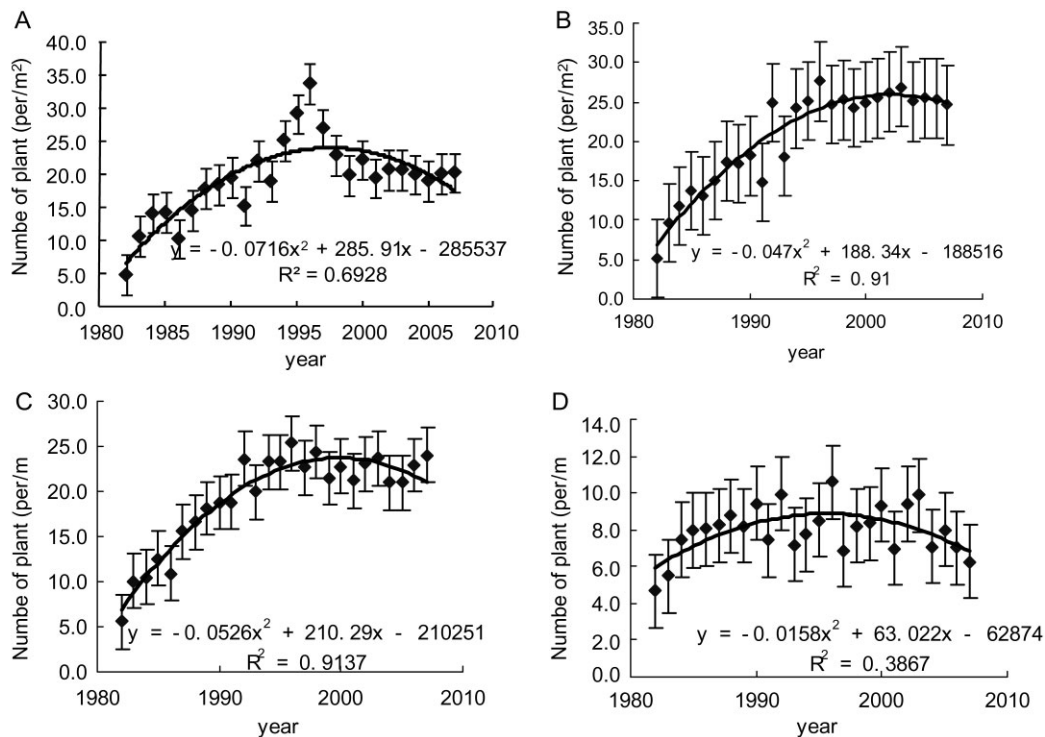 A
Numbe of plant (per/m²)
40.0
35.0
30.0
25.0
20.0
15.0
10.0
5.0
0.0
y = -0.0716x² + 285.91x - 285537
R² = 0.6928
1980 1985 1990 1995 2000 2005 2010
year
B
Numbe of plant (per/m²)
35.0
30.0
25.0
20.0
15.0
10.0
5.0
0.0
y = -0.047x² + 188.34x - 188516
R² = 0.91
1980 1990 2000 2010
year
C
Numbe of plant (per/m
30.0
25.0
20.0
15.0
10.0
5.0
0.0
y = -0.0526x² + 210.29x - 210251
R² = 0.9137
1980 1990 2000 2010
year
D
Numbe of plant (per/m
14.0
12.0
10.0
8.0
6.0
4.0
2.0
0.0
y = -0.0158x² + 63.022x - 62874
R² = 0.3867
1980 1990 2000 2010
year